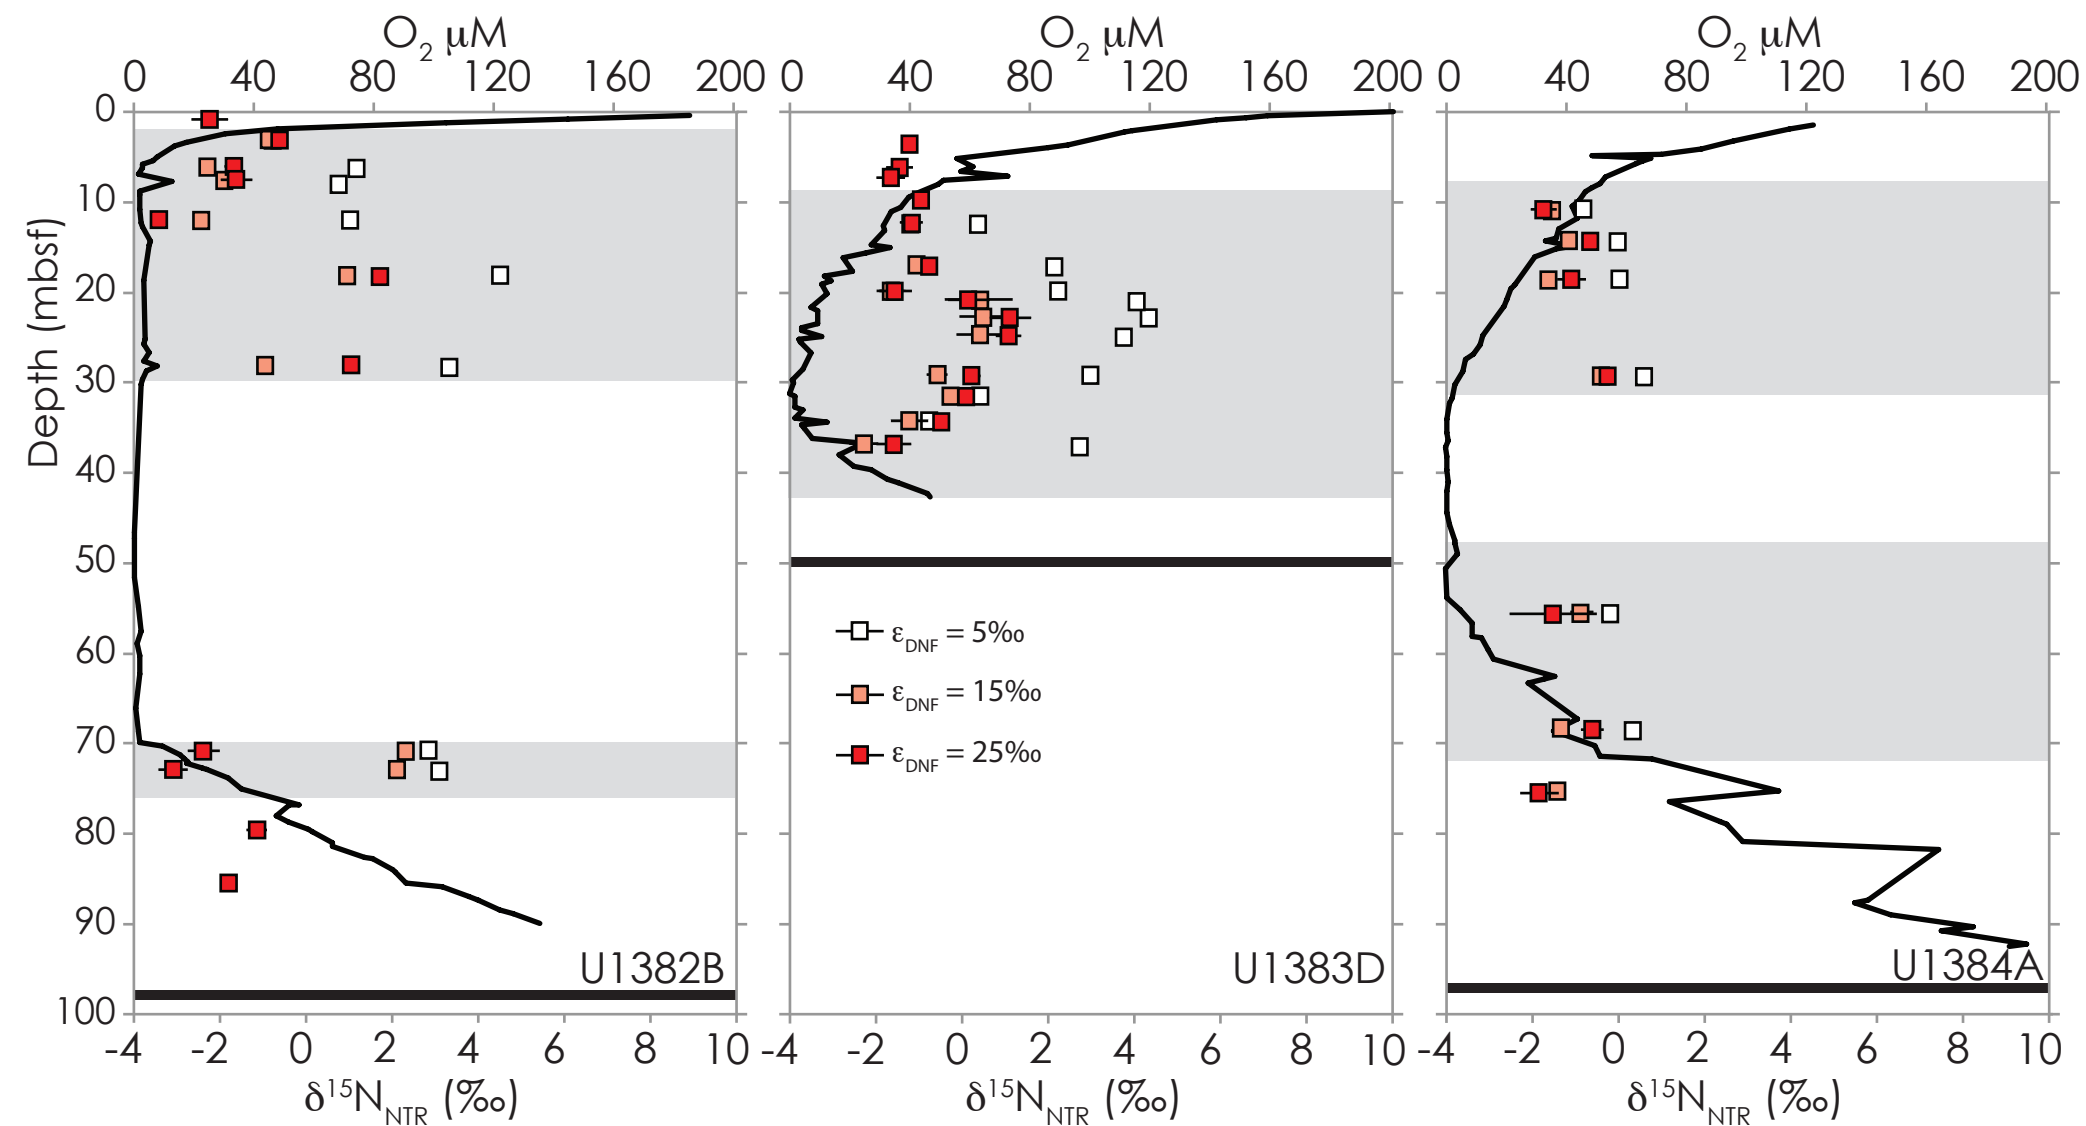 O2 μM O2 μM O2 μM
0 40 80 120 160 200 0 40 80 120 160 200 0 40 80 120 160 200
0
10
20
30
40
50
60
70
80
90
100
Depth (mbsf)
εDNF = 5‰
εDNF = 15‰
εDNF = 25‰
U1382B U1383D U1384A
-4 -2 0 2 4 6 8 10 -4 -2 0 2 4 6 8 10 -4 -2 0 2 4 6 8 10
δ15NNTR (‰) δ15NNTR (‰) δ15NNTR (‰)